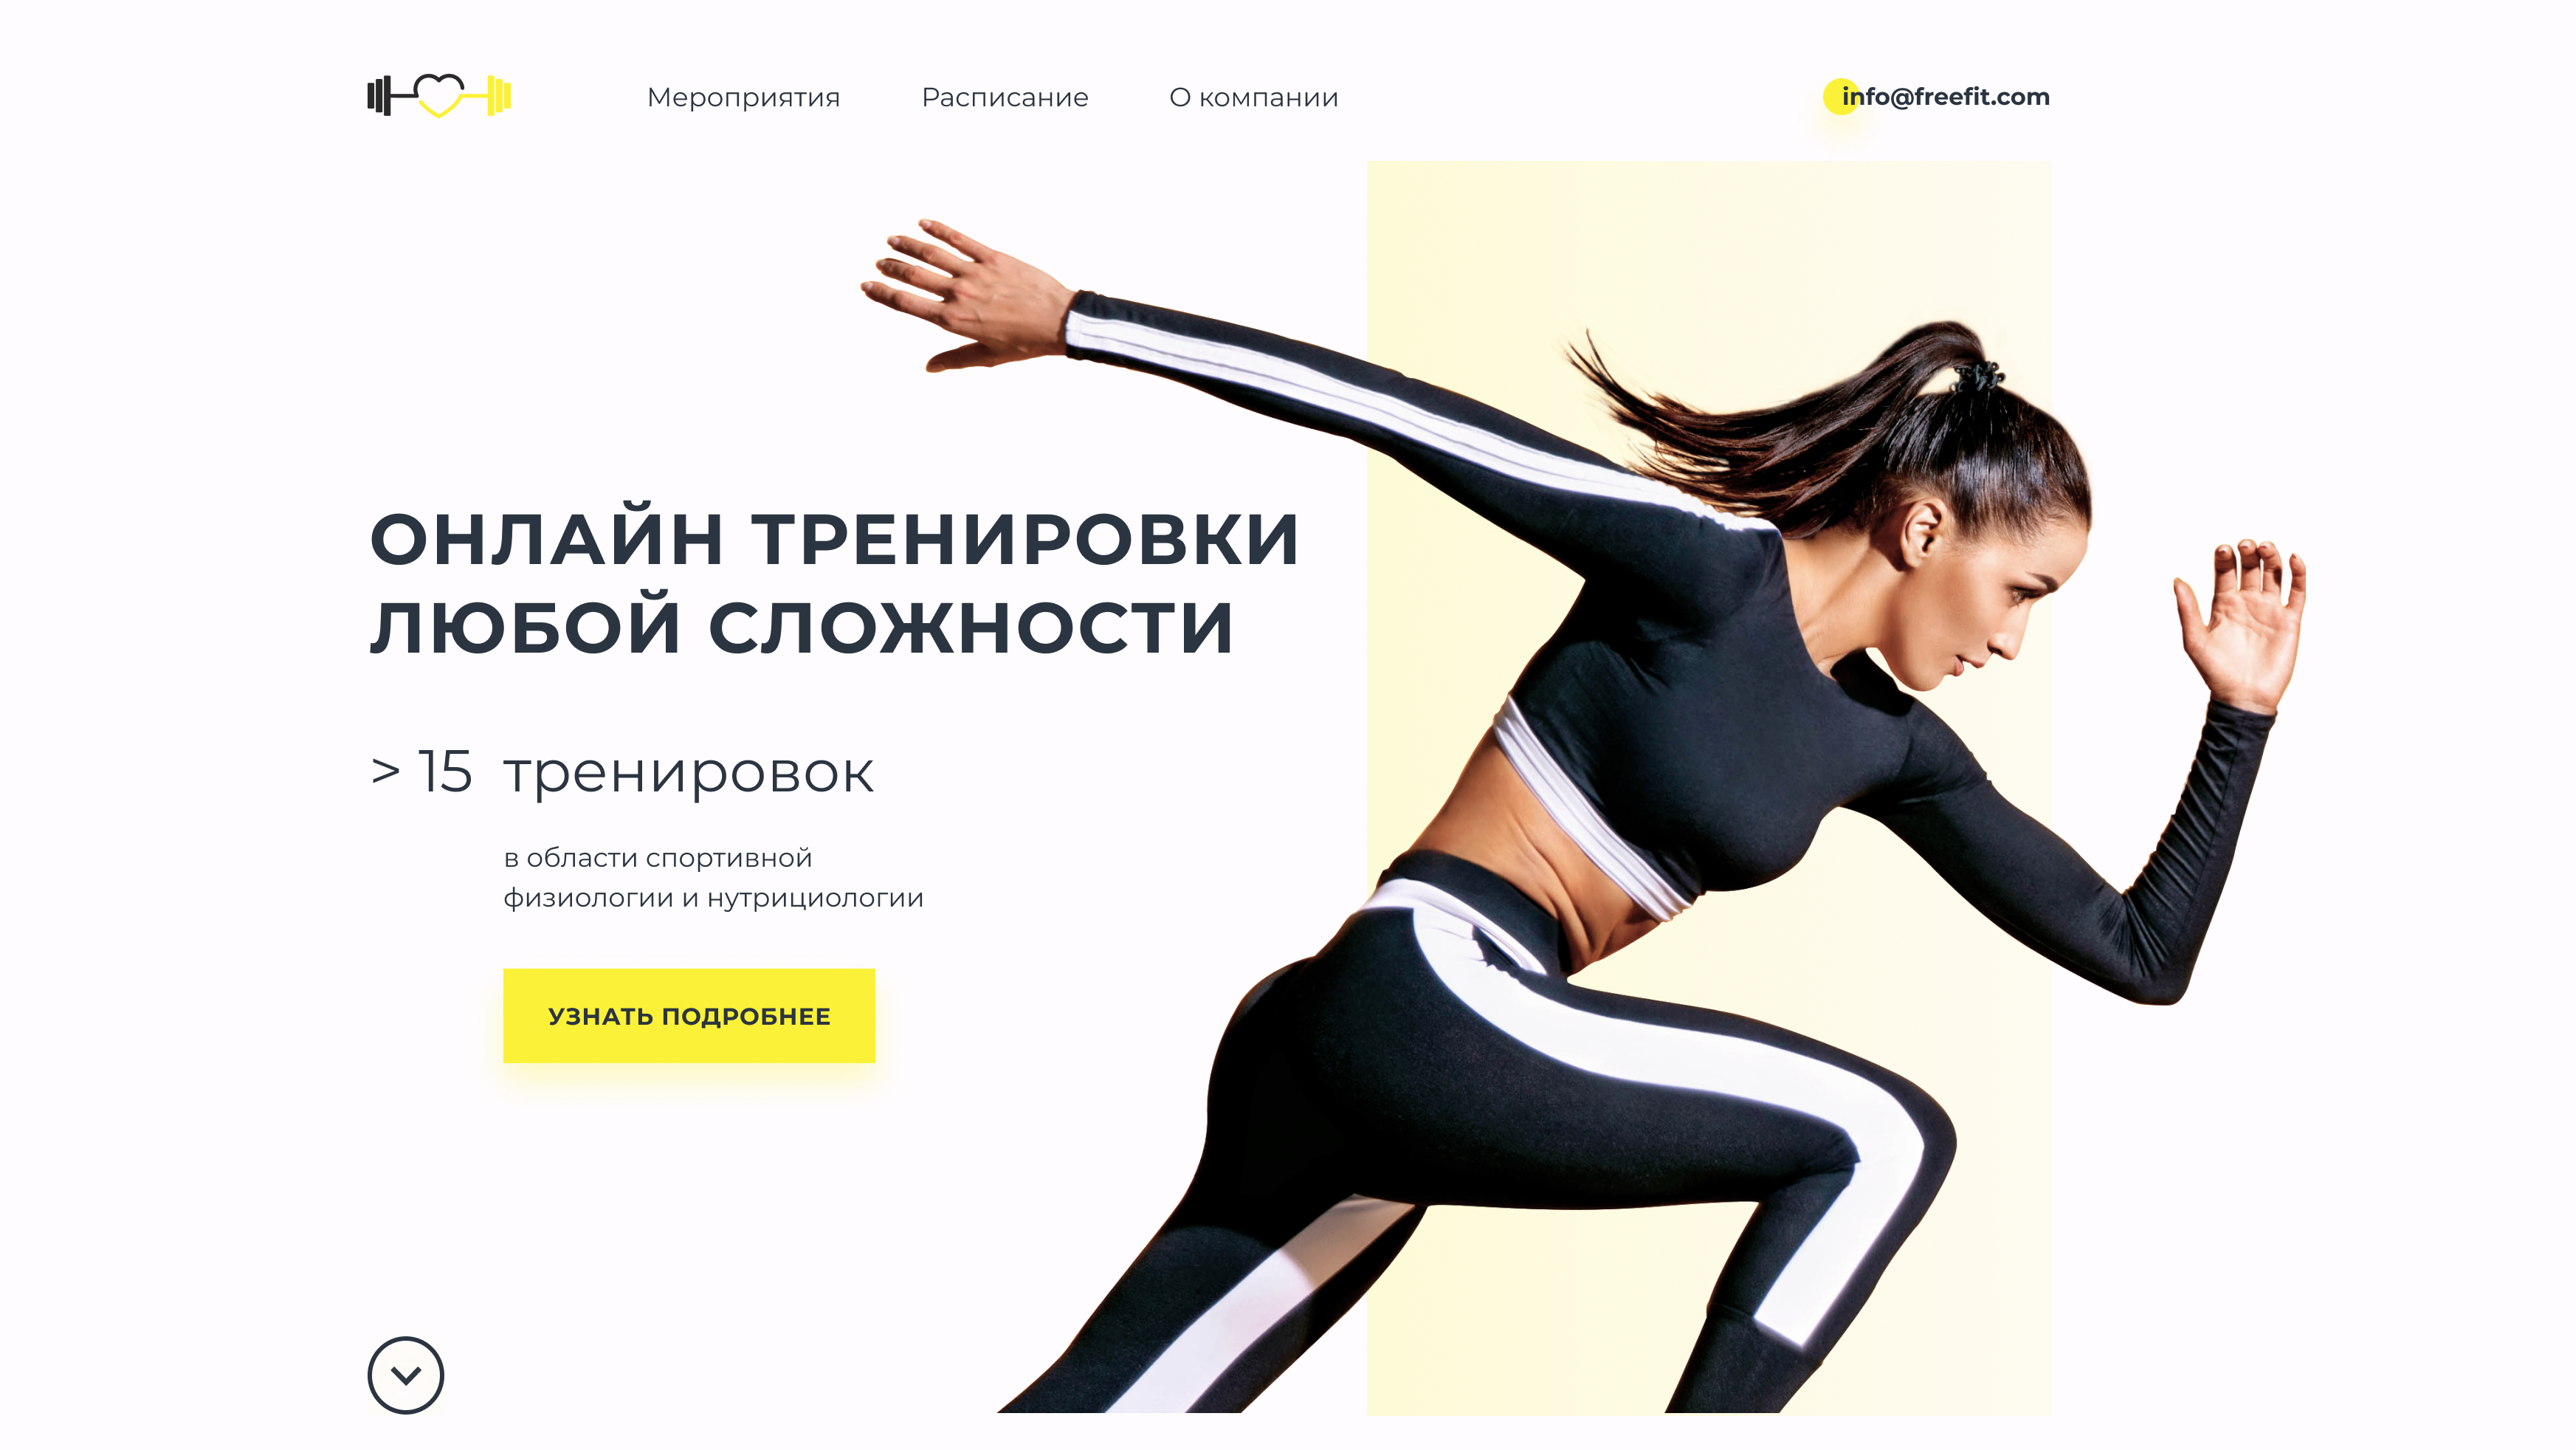 Мероприятия Расписание О компании info@freefit.com
ОНЛАЙН ТРЕНИРОВКИ
ЛЮБОЙ СЛОЖНОСТИ
> 15 тренировок
в области спортивной
физиологии и нутрициологии
УЗНАТЬ ПОДРОБНЕЕ